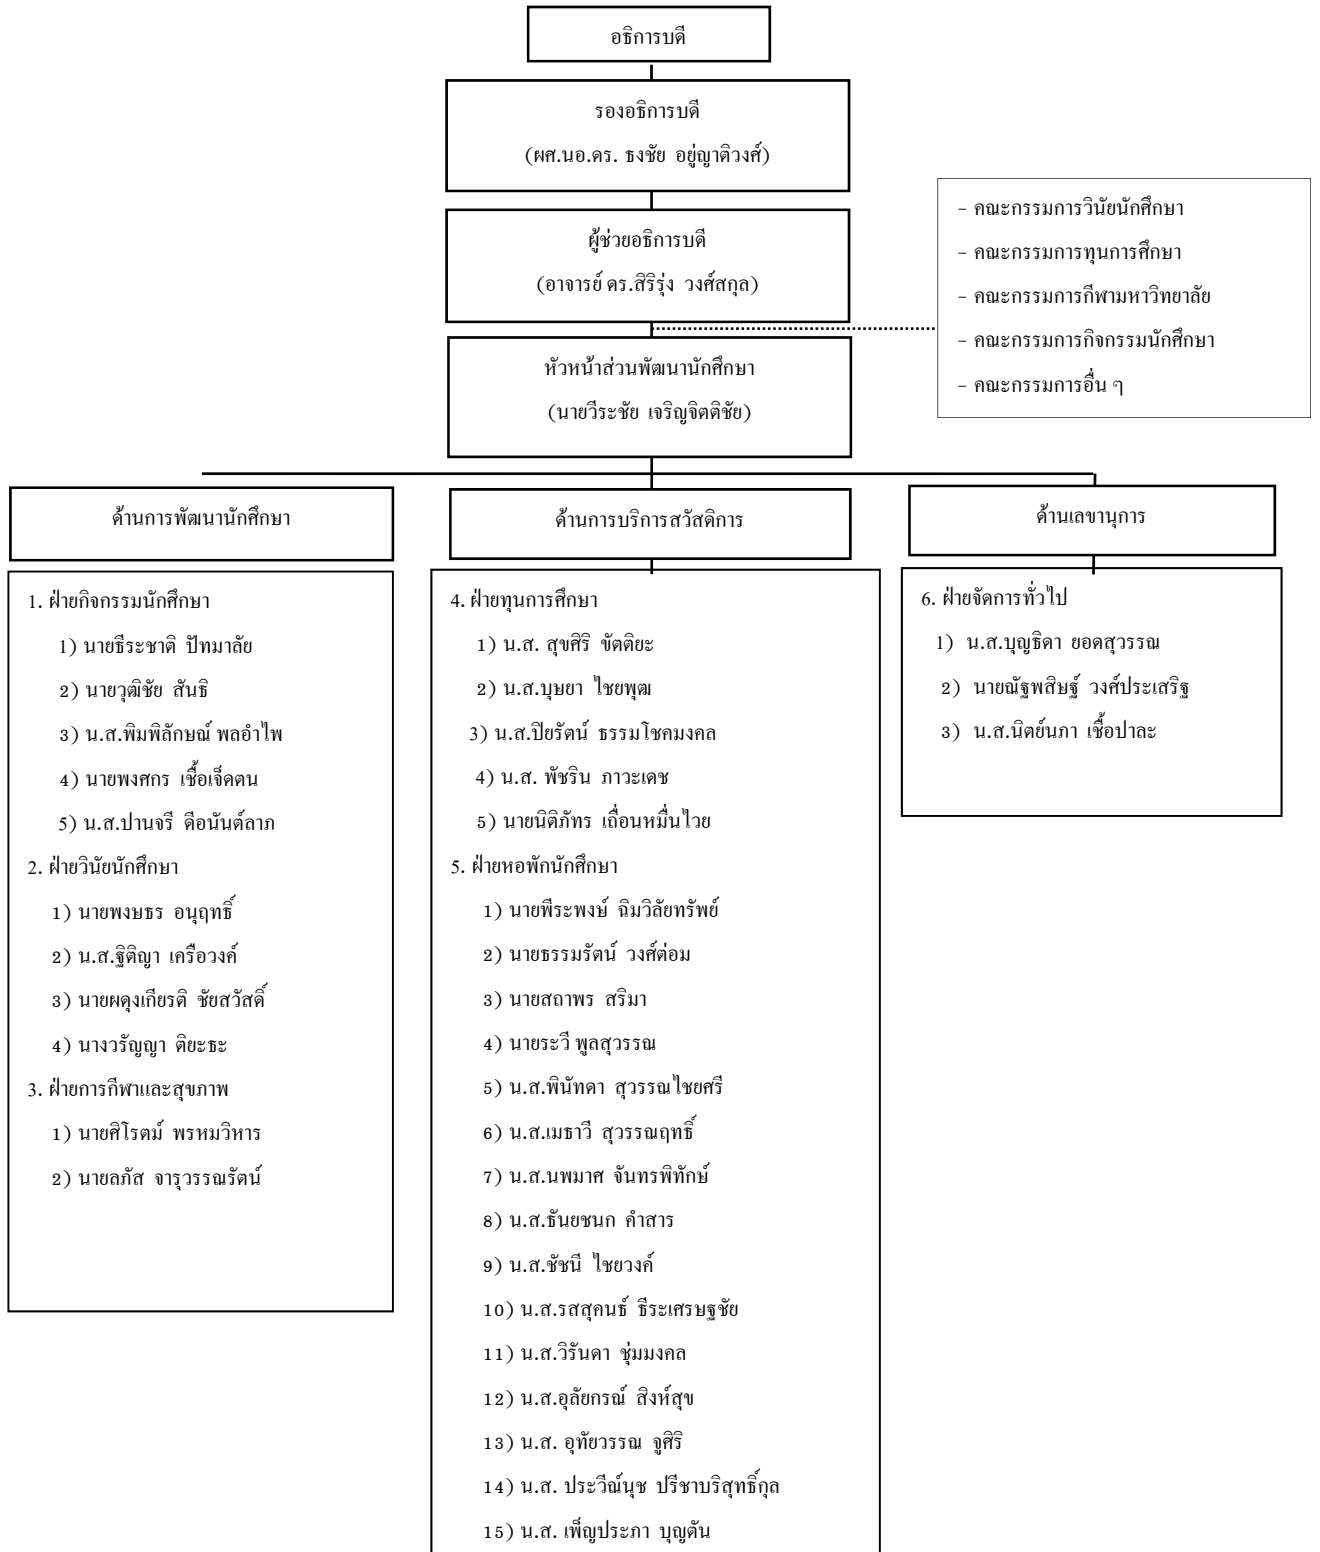 อธิการบดี
รองอธิการบดี
(ผศ.นอ.ดร. ธงชัย อยู่ญาติวงศ์)
ผู้ช่วยอธิการบดี
(อาจารย์ ดร.สิริรุ่ง วงศ์สกุล)
- คณะกรรมการวินัยนักศึกษา
- คณะกรรมการทุนการศึกษา
- คณะกรรมการกีฬามหาวิทยาลัย
- คณะกรรมการกิจกรรมนักศึกษา
- คณะกรรมการอื่น ๆ
หัวหน้าส่วนพัฒนานักศึกษา
(นายวีระชัย เจริญจิตติชัย)
ด้านการพัฒนานักศึกษา
1. ฝ่ายกิจกรรมนักศึกษา
1) นายธีระชาติ ปัทมาลัย
2) นายวุฒิชัย สันธิ
3) น.ส.พิมพิลักษณ์ พลอำไพ
4) นายพงศกร เชื้อเจ็ดตน
5) น.ส.ปานจรี ดีอนันต์ลาภ
2. ฝ่ายวินัยนักศึกษา
1) นายพงษธร อนุฤทธิ์
2) น.ส.ฐิติญา เครือวงค์
3) นายผดุงเกียรติ ชัยสวัสดิ์
4) นางวรัญญา ติยะธะ
3. ฝ่ายการกีฬาและสุขภาพ
1) นายศิโรตม์ พรหมวิหาร
2) นายลภัส จารุวรรณรัตน์
ด้านการบริการสวัสดิการ
4. ฝ่ายทุนการศึกษา
1) น.ส. สุขศิริ ขัตติยะ
2) น.ส.บุษยา ไชยพุฒ
3) น.ส.ปิยรัตน์ ธรรมโชคมงคล
4) น.ส. พัชริน ภาวะเดช
5) นายนิติภัทร เถื่อนหมื่นไวย
5. ฝ่ายหอพักนักศึกษา
1) นายพีระพงษ์ ฉิมวิลัยทรัพย์
2) นายธรรมรัตน์ วงศ์ต่อม
3) นายสถาพร สริมา
4) นายระวี พูลสุวรรณ
5) น.ส.พินัทดา สุวรรณไชยศรี
6) น.ส.เมธาวี สุวรรณฤทธิ์
7) น.ส.นพมาศ จันทรพิทักษ์
8) น.ส.ธันยชนก คำสาร
9) น.ส.ชัชนี ไชยวงค์
10) น.ส.รสสุคนธ์ ธีระเศรษฐชัย
11) น.ส.วิรันดา ชุ่มมงคล
12) น.ส.อุลัยกรณ์ สิงห์สุข
13) น.ส. อุทัยวรรณ จูศิริ
14) น.ส. ประวีณ์นุช ปรีชาบริสุทธิ์กุล
15) น.ส. เพ็ญประภา บุญตัน
ด้านเลขานุการ
6. ฝ่ายจัดการทั่วไป
1) น.ส.บุญธิดา ยอดสุวรรณ
2) นายณัฐพสิษฐ์ วงศ์ประเสริฐ
3) น.ส.นิตย์นภา เชื้อปาละ